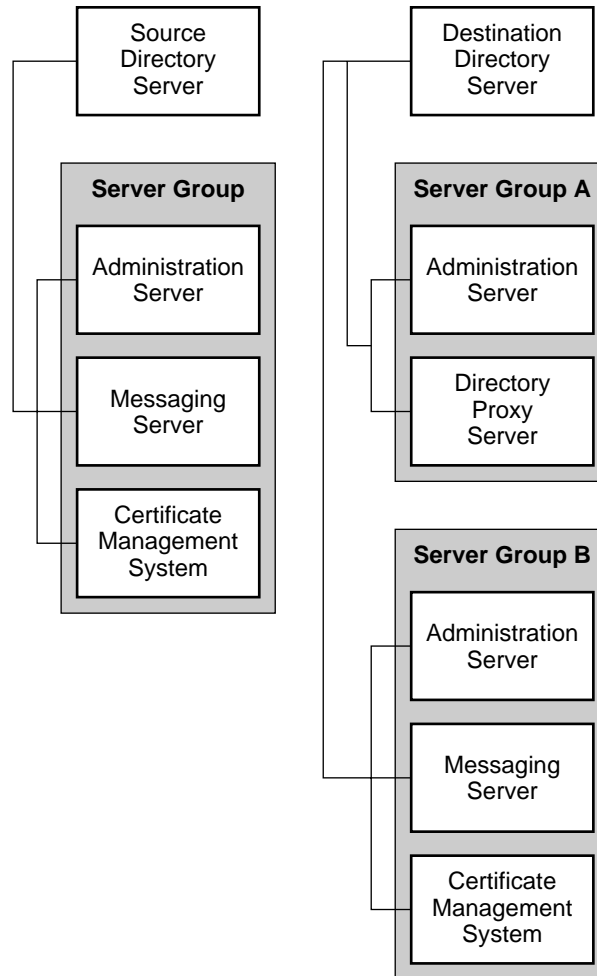 Source
Directory
Server
Server Group
Administration
Server
Messaging
Server
Certificate
Management
System
Destination
Directory
Server
Server Group A
Administration
Server
Directory
Proxy
Server
Server Group B
Administration
Server
Messaging
Server
Certificate
Management
System